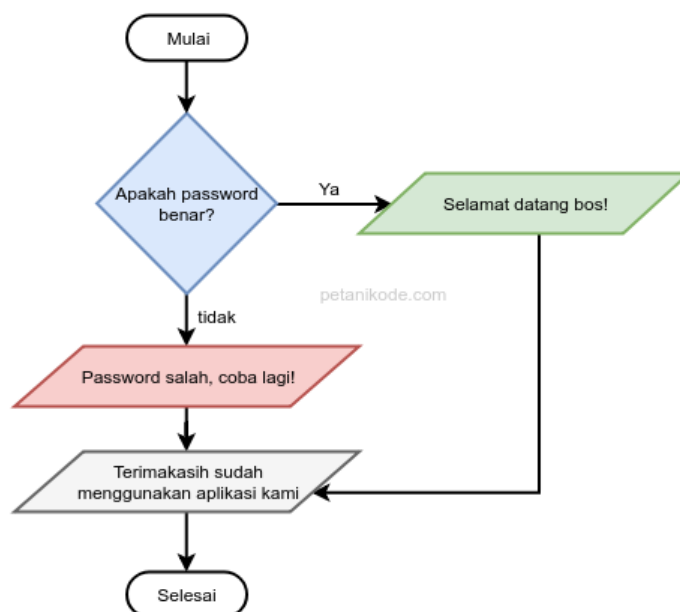 Mulai
Apakah password
benar?
Ya
Selamat datang bos!
petanikode.com
tidak
Password salah, coba lagi!
Terimakasih sudah
menggunakan aplikasi kami
Selesai